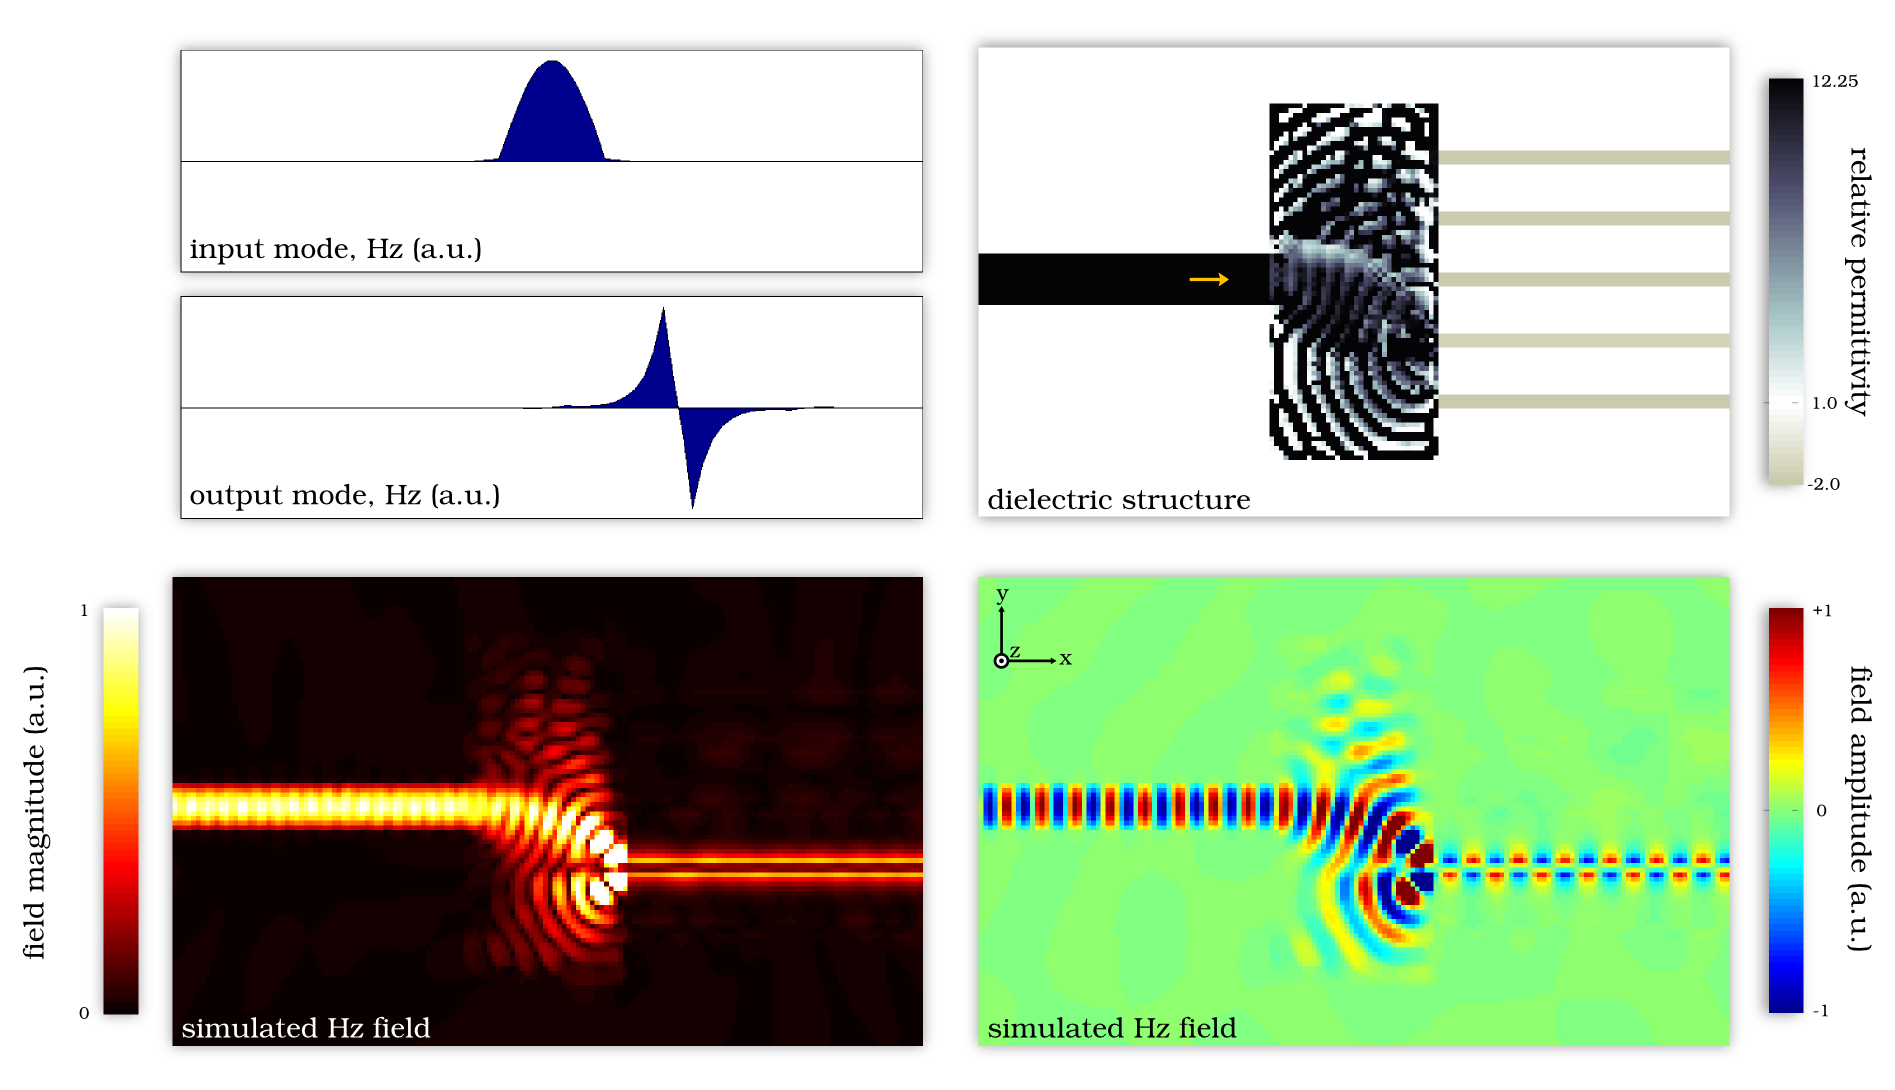 input mode, Hz (a.u.)
output mode, Hz (a.u.)
dielectric structure
12.25
1.0
-2.0
relative permittivity
1
0
field magnitude (a.u.)
simulated Hz field
y
z
x
simulated Hz field
+1
0
-1
field amplitude (a.u.)